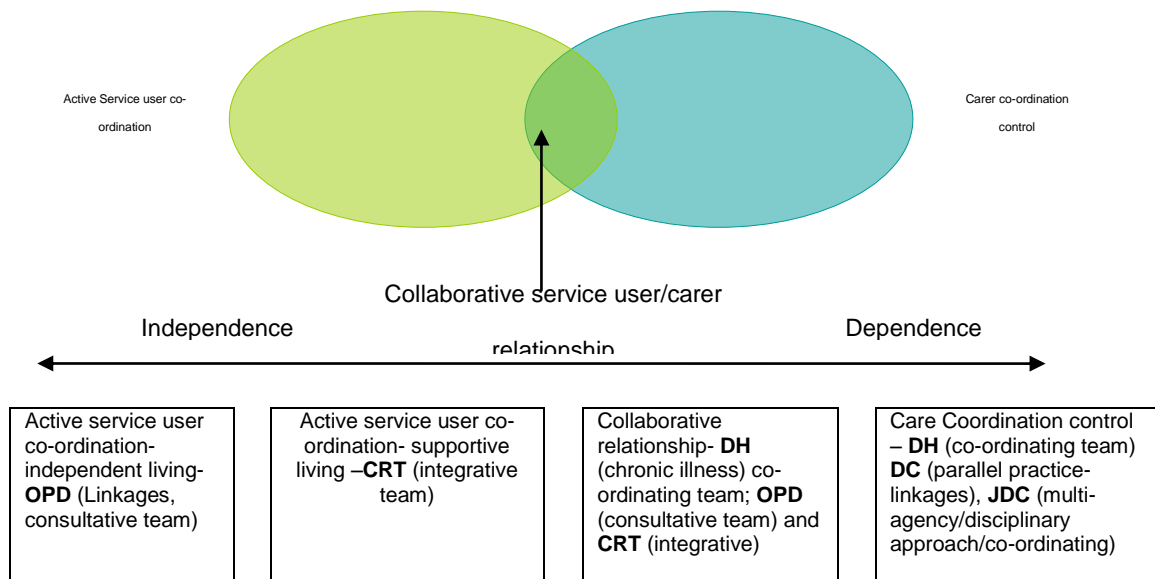 Active Service user co-
ordination
Carer co-ordination
control
Collaborative service user/carer
Independence
Dependence
relationship
Active service user
co-ordination-
independent living-
OPD (Linkages,
consultative team)
Active service user co-
ordination- supportive
living –CRT (integrative
team)
Collaborative
relationship- DH
(chronic illness) co-
ordinating team; OPD
(consultative team) and
CRT (integrative)
Care Coordination control
– DH (co-ordinating team)
DC (parallel practice-
linkages), JDC (multi-
agency/disciplinary
approach/co-ordinating)